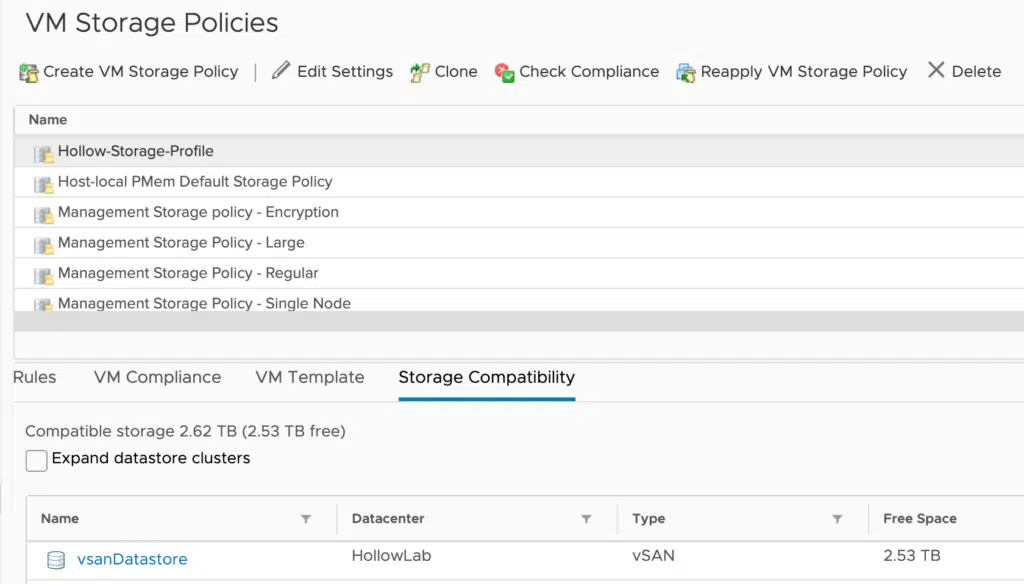 VM Storage Policies
Create VM Storage Policy | Edit Settings Clone Check Compliance Reapply VM Storage Policy Delete
Name
Hollow-Storage-Profile
Host-local PMem Default Storage Policy
Management Storage policy - Encryption
Management Storage Policy - Large
Management Storage Policy - Regular
Management Storage Policy - Single Node
Rules VM Compliance VM Template Storage Compatibility
Compatible storage 2.62 TB (2.53 TB free)
Expand datastore clusters
Name Datacenter Type Free Space
vsanDatastore HollowLab vSAN 2.53 TB